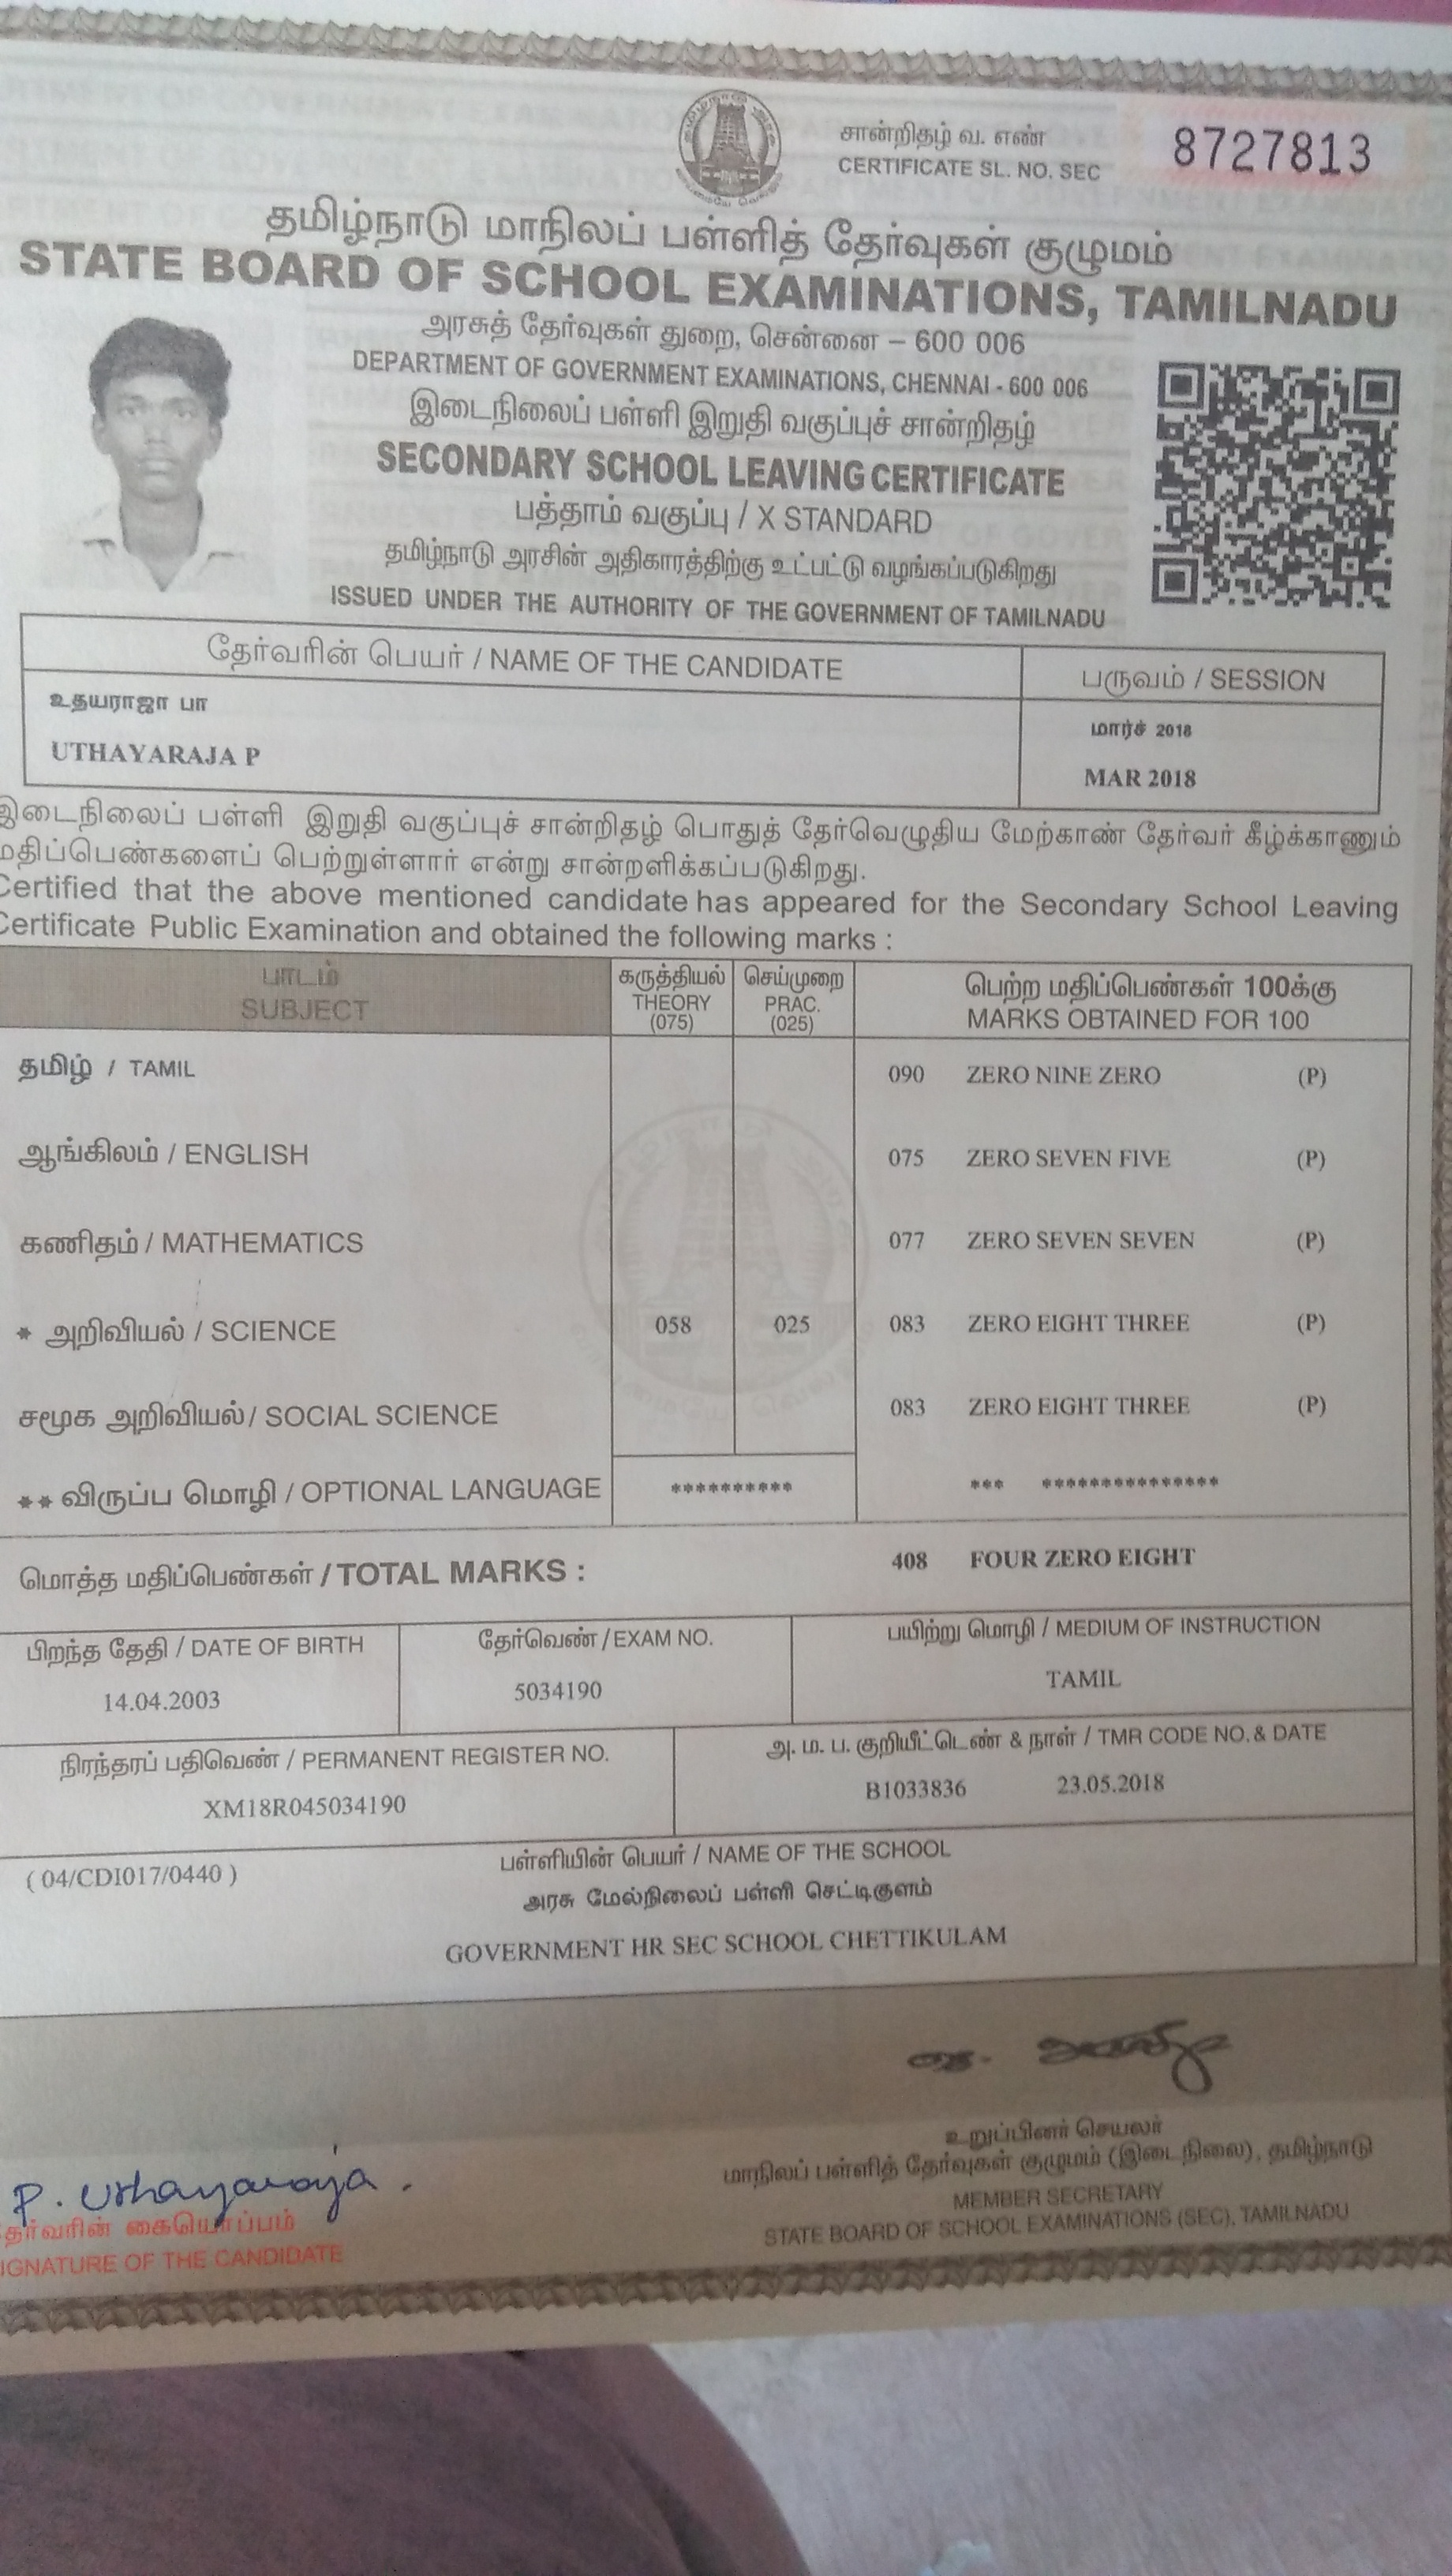 சான்றிதழ் வ. எண்
CERTIFICATE SL. NO. SEC 8727813
தமிழ்நாடு மாநிலப் பள்ளித் தேர்வுகள் குழுமம்
STATE BOARD OF SCHOOL EXAMINATIONS, TAMILNADU
அரசுத் தேர்வுகள் துறை, சென்னை – 600 006
DEPARTMENT OF GOVERNMENT EXAMINATIONS, CHENNAI - 600 006
இடைநிலைப் பள்ளி இறுதி வகுப்புச் சான்றிதழ்
SECONDARY SCHOOL LEAVING CERTIFICATE
பத்தாம் வகுப்பு / X STANDARD
தமிழ்நாடு அரசின் அதிகாரத்திற்கு உட்பட்டு வழங்கப்படுகிறது
ISSUED UNDER THE AUTHORITY OF THE GOVERNMENT OF TAMILNADU
தேர்வரின் பெயர் / NAME OF THE CANDIDATE பருவம் / SESSION
உதயராஜா பா மார்ச் 2018
UTHAYARAJA P MAR 2018
இடைநிலைப் பள்ளி இறுதி வகுப்புச் சான்றிதழ் பொதுத் தேர்வெழுதிய மேற்காண் தேர்வர் கீழ்க்காணும்
மதிப்பெண்களைப் பெற்றுள்ளார் என்று சான்றளிக்கப்படுகிறது.
Certified that the above mentioned candidate has appeared for the Secondary School Leaving
Certificate Public Examination and obtained the following marks :
பாடம் கருத்தியல் செய்முறை பெற்ற மதிப்பெண்கள் 100க்கு
SUBJECT THEORY PRAC. MARKS OBTAINED FOR 100
(075) (025)
தமிழ் / TAMIL 090 ZERO NINE ZERO (P)
ஆங்கிலம் / ENGLISH 075 ZERO SEVEN FIVE (P)
கணிதம் / MATHEMATICS 077 ZERO SEVEN SEVEN (P)
* அறிவியல் / SCIENCE 058 025 083 ZERO EIGHT THREE (P)
சமூக அறிவியல் / SOCIAL SCIENCE 083 ZERO EIGHT THREE (P)
** விருப்ப மொழி / OPTIONAL LANGUAGE ********** *** ***************
மொத்த மதிப்பெண்கள் / TOTAL MARKS : 408 FOUR ZERO EIGHT
பிறந்த தேதி / DATE OF BIRTH தேர்வெண் / EXAM NO. பயிற்று மொழி / MEDIUM OF INSTRUCTION
14.04.2003 5034190 TAMIL
நிரந்தரப் பதிவெண் / PERMANENT REGISTER NO. அ. ம. ப. குறியீட்டெண் & நாள் / TMR CODE NO. & DATE
XM18R045034190 B1033836 23.05.2018
பள்ளியின் பெயர் / NAME OF THE SCHOOL
( 04/CDI017/0440 )
அரசு மேல்நிலைப் பள்ளி செட்டிகுளம்
GOVERNMENT HR SEC SCHOOL CHETTIKULAM
P. Uthayaraja.
தேர்வரின் கையொப்பம்
SIGNATURE OF THE CANDIDATE
உறுப்பினர் செயலர்
மாநிலப் பள்ளித் தேர்வுகள் குழுமம் (இடைநிலை), தமிழ்நாடு
MEMBER SECRETARY
STATE BOARD OF SCHOOL EXAMINATIONS (SEC), TAMILNADU